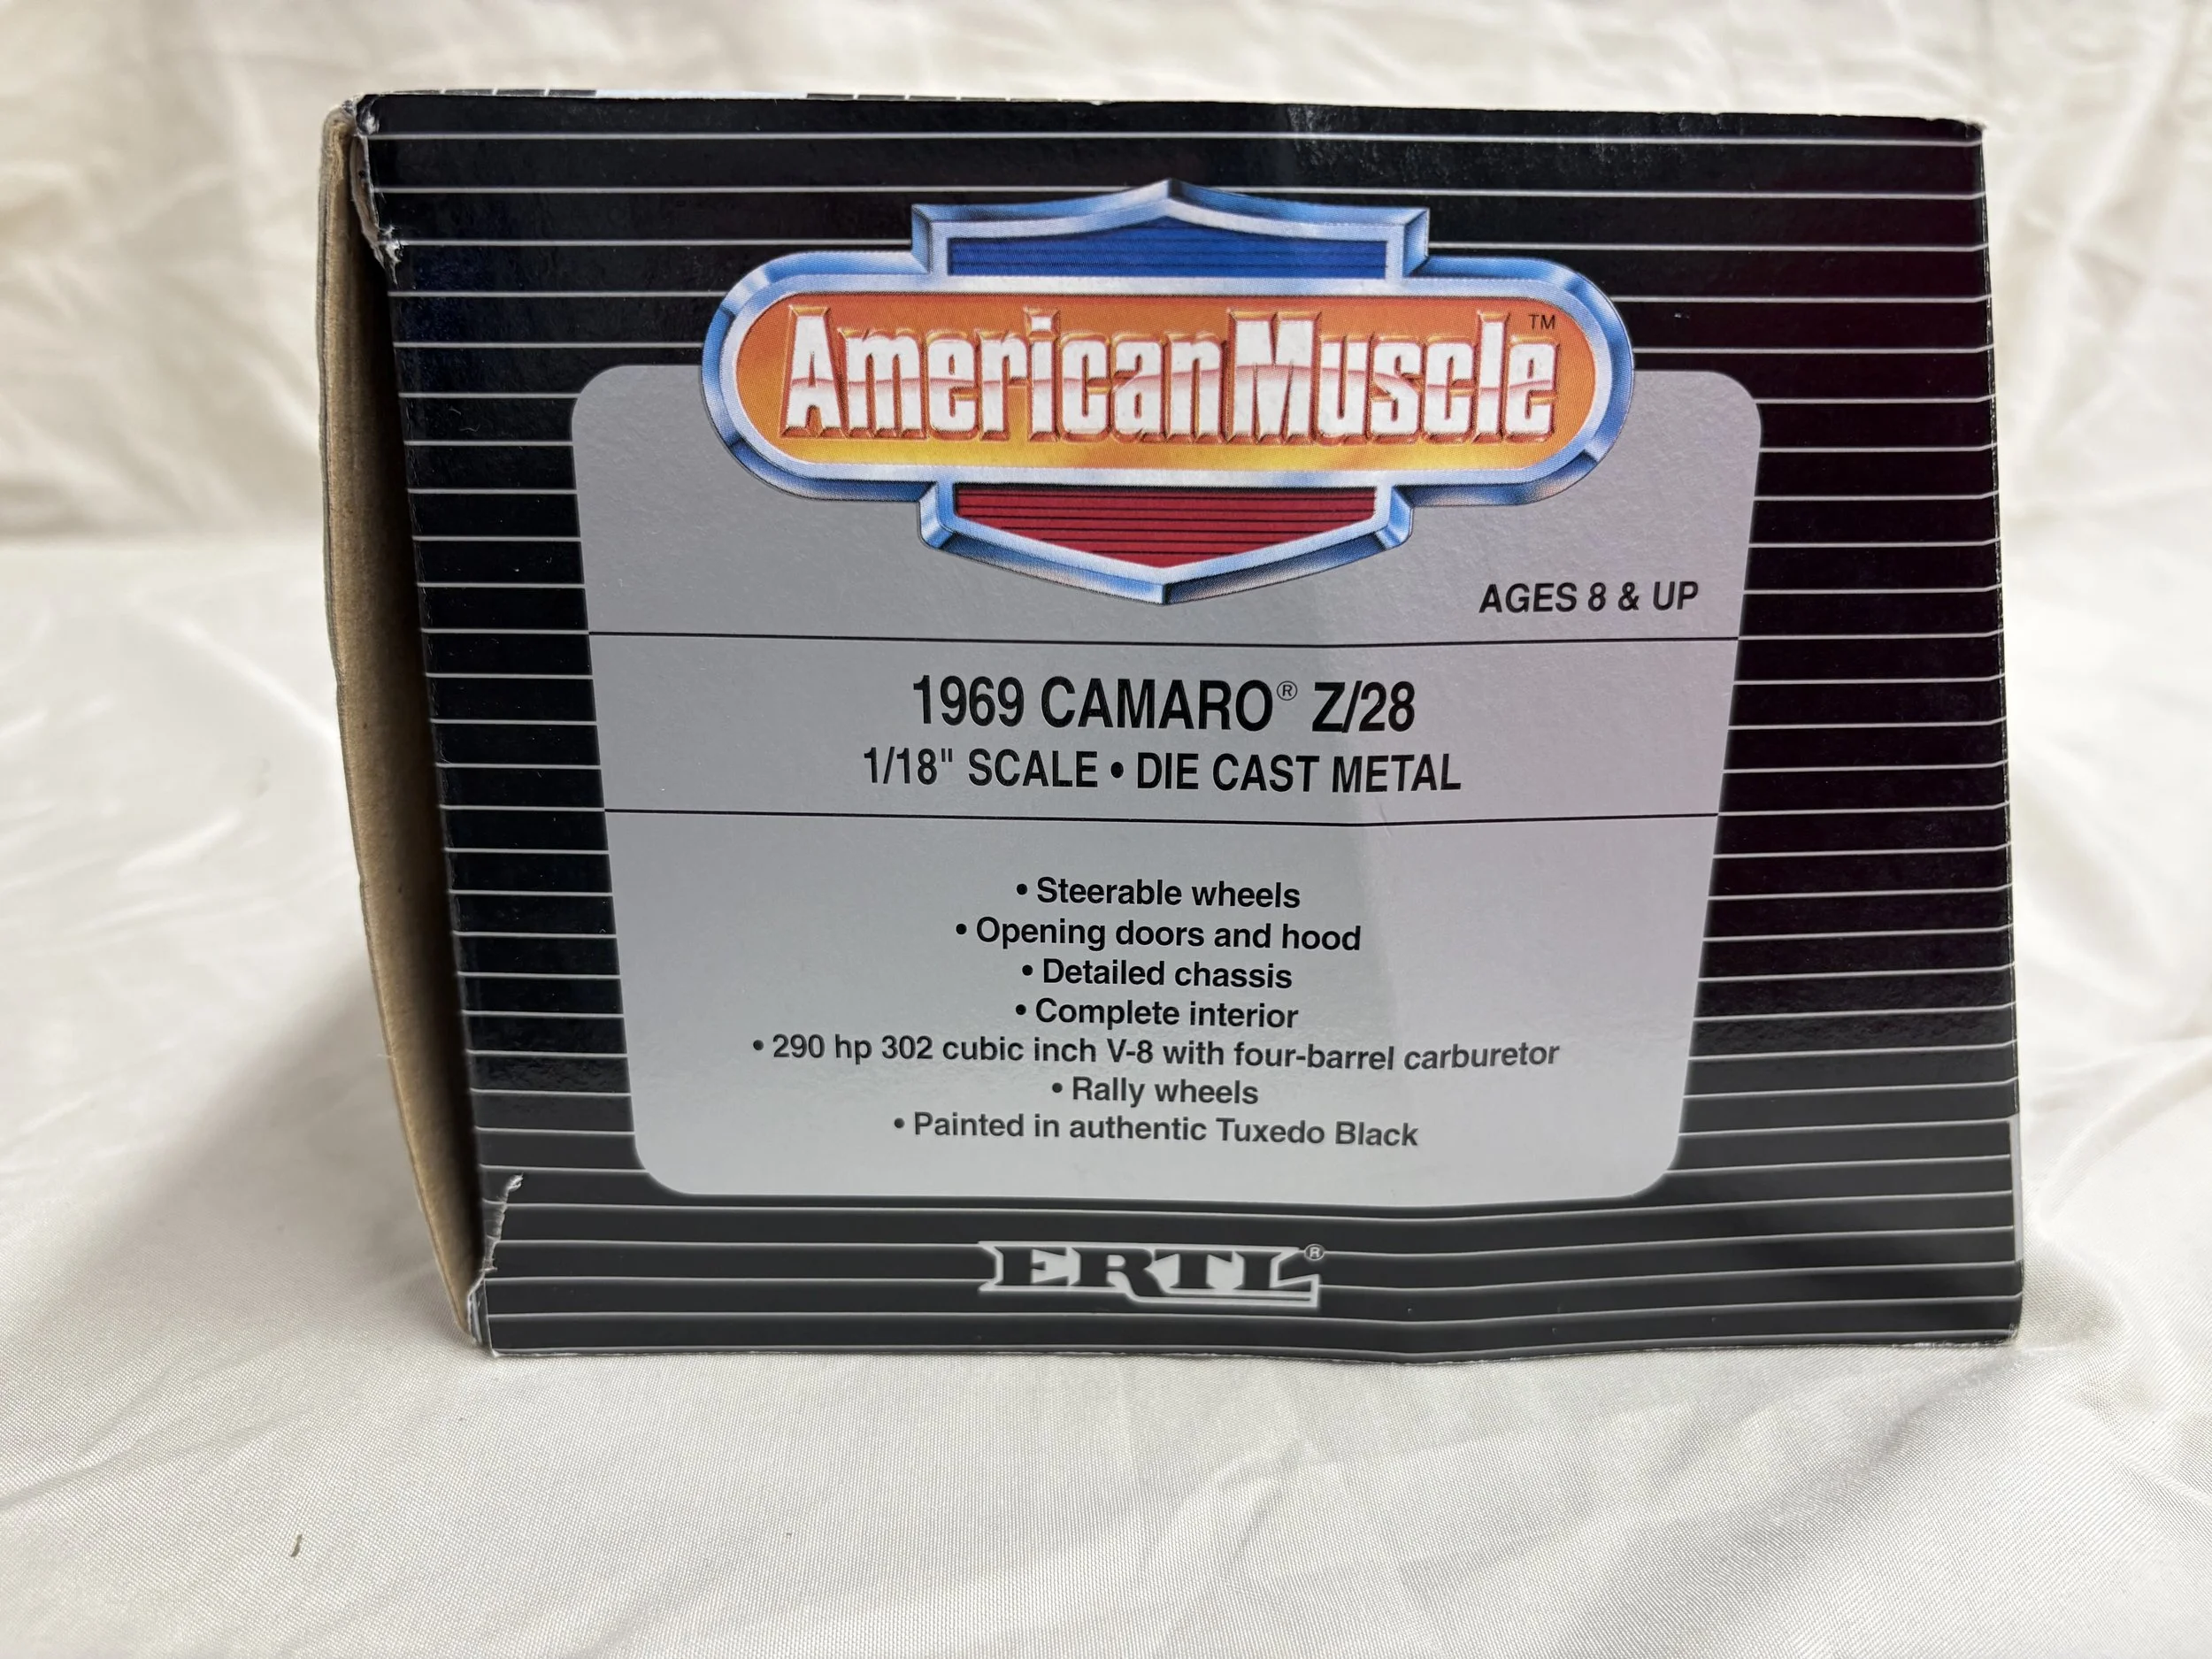 AmericanMuscle™
AGES 8 & UP
1969 CAMARO® Z/28
1/18" SCALE • DIE CAST METAL
• Steerable wheels
• Opening doors and hood
• Detailed chassis
• Complete interior
• 290 hp 302 cubic inch V-8 with four-barrel carburetor
• Rally wheels
• Painted in authentic Tuxedo Black
ERTL®